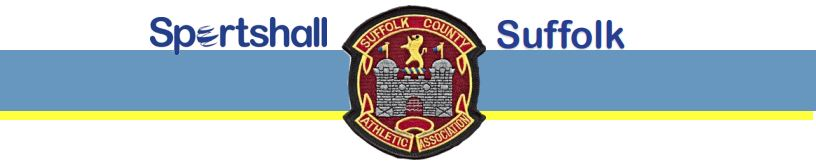 Sportshall
SUFFOLK COUNTY
ATHLETIC ASSOCIATION
Suffolk